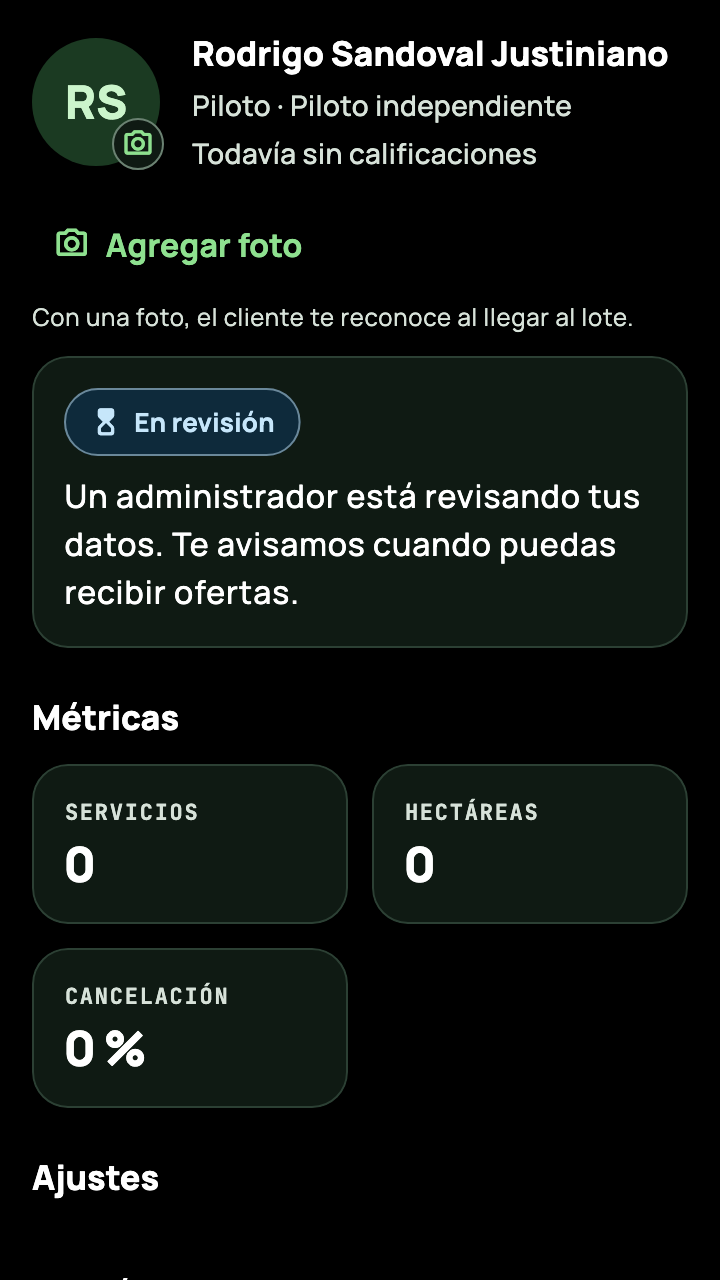 RS
Rodrigo Sandoval Justiniano
Piloto · Piloto independiente
Todavía sin calificaciones
Agregar foto
Con una foto, el cliente te reconoce al llegar al lote.
En revisión
Un administrador está revisando tus
datos. Te avisamos cuando puedas
recibir ofertas.
Métricas
SERVICIOS
0
HECTÁREAS
0
CANCELACIÓN
0 %
Ajustes